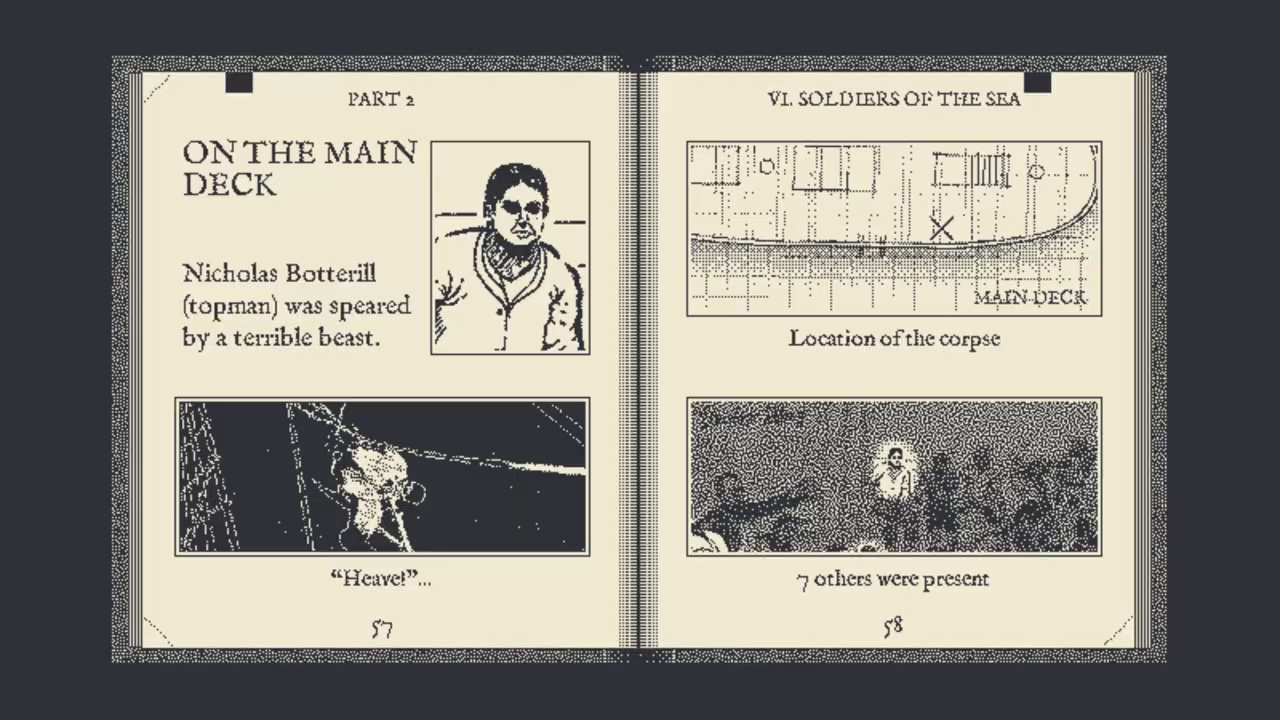 PART 2
ON THE MAIN
DECK
Nicholas Botterill
(topman) was speared
by a terrible beast.
“Heave!”...
57
VI. SOLDIERS OF THE SEA
MAIN DECK
Location of the corpse
7 others were present
58